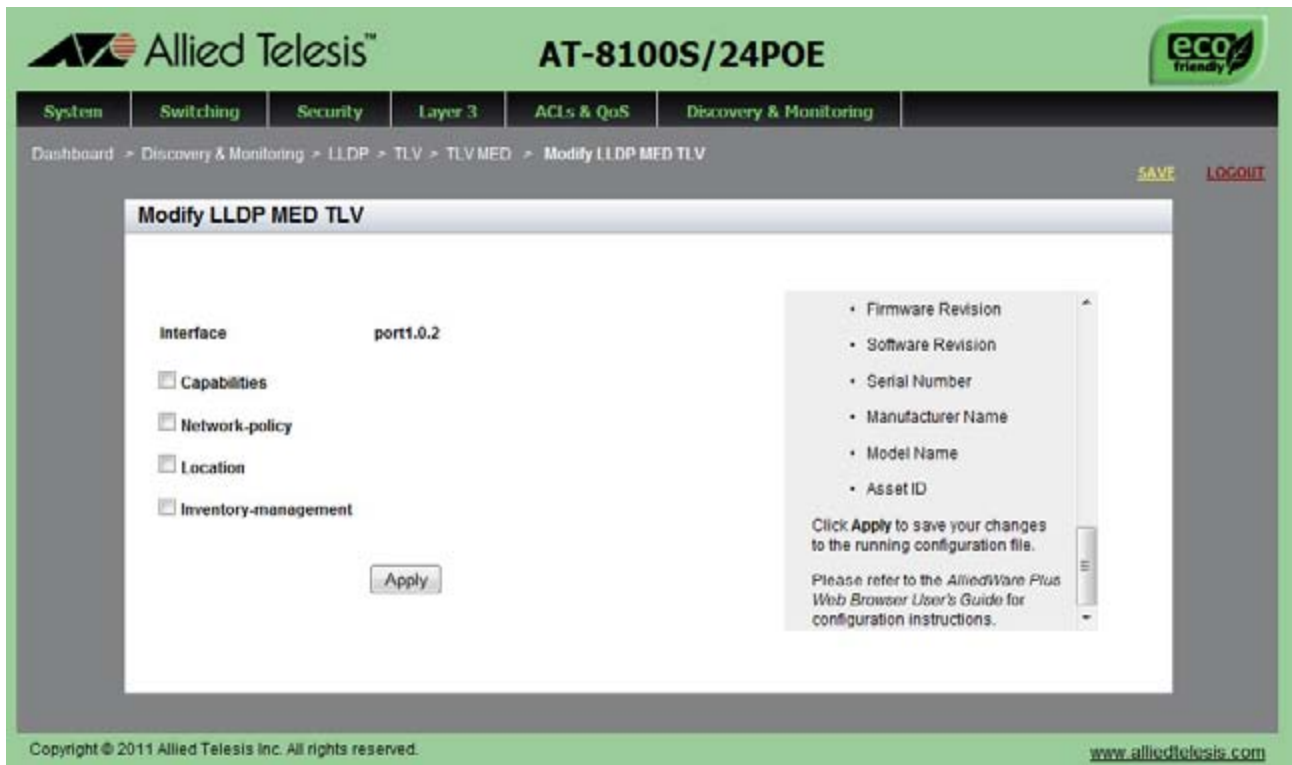 Allied Telesis™
AT-8100S/24POE
eco friendly
System Switching Security Layer 3 ACLs & QoS Discovery & Monitoring
Dashboard > Discovery & Monitoring > LLDP > TLV > TLV MED > Modify LLDP MED TLV
SAVE LOGOUT
Modify LLDP MED TLV
Interface port1.0.2
Capabilities
Network-policy
Location
Inventory-management
Apply
• Firmware Revision
• Software Revision
• Serial Number
• Manufacturer Name
• Model Name
• Asset ID
Click Apply to save your changes
to the running configuration file.
Please refer to the AlliedWare Plus
Web Browser User's Guide for
configuration instructions.
Copyright © 2011 Allied Telesis Inc. All rights reserved.
www.alliedtelesis.com